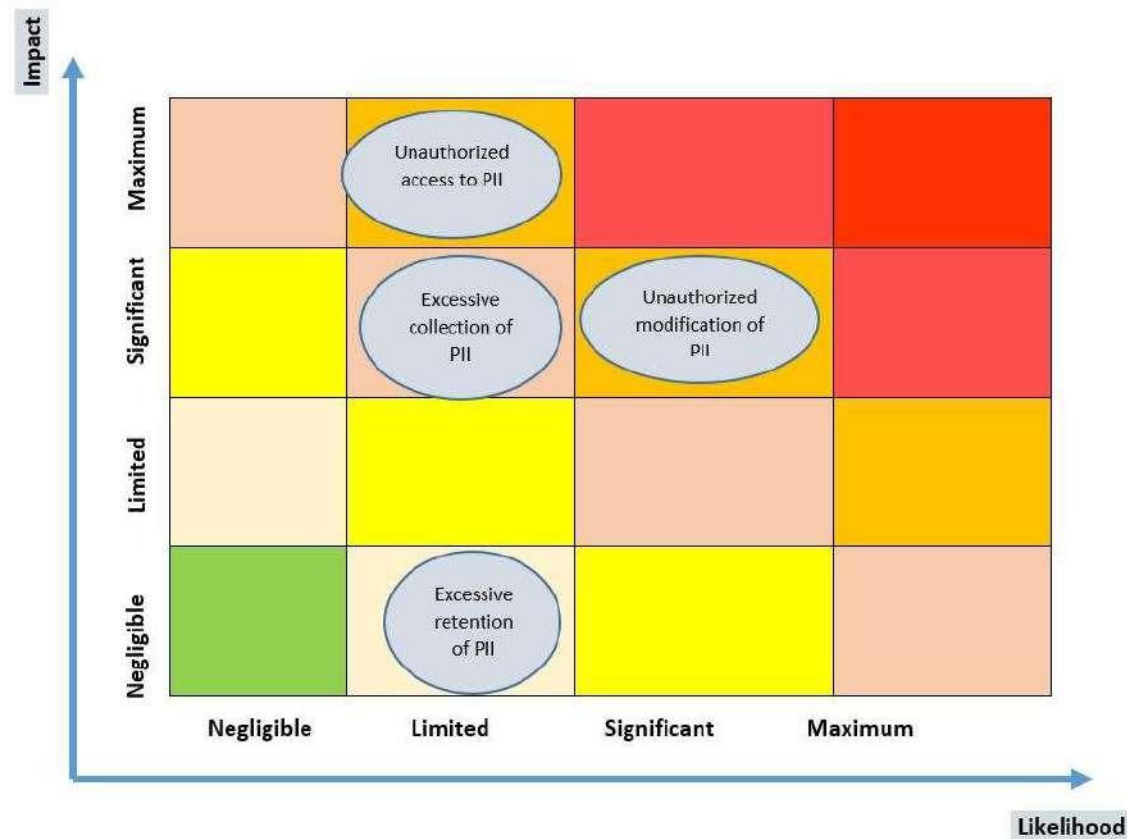 Impact
Maximum
Unauthorized
access to PII
Significant
Excessive
collection of
PII
Unauthorized
modification of
PII
Limited
Negligible
Excessive
retention
of PII
Negligible
Limited
Significant
Maximum
Likelihood